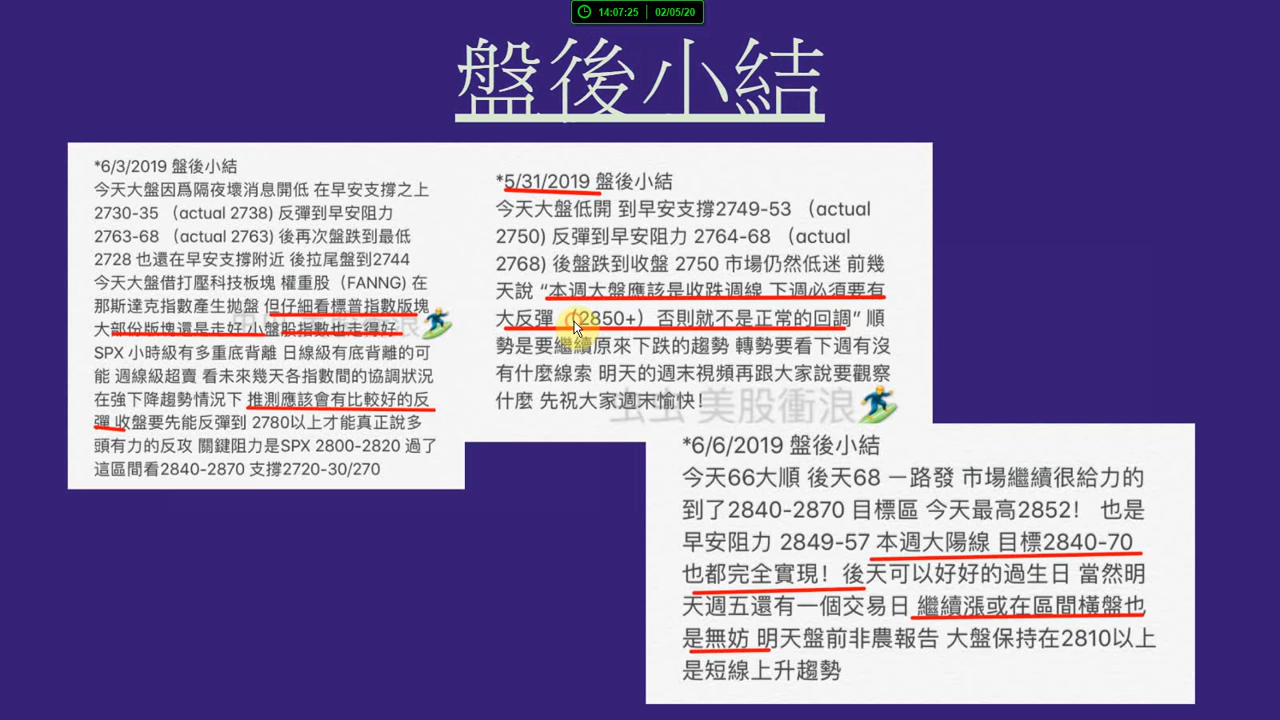 14:07:25 02/05/20
盤後小結
*6/3/2019 盤後小結
今天大盤因爲隔夜壞消息開低 在早安支撐之上
2730-35 （actual 2738) 反彈到早安阻力
2763-68 （actual 2763) 後再次盤跌到最低
2728 也還在早安支撐附近 後拉尾盤到2744
今天大盤借打壓科技板塊 權重股（FANNG) 在
那斯達克指數產生拋盤 但仔細看標普指數版塊
大部份版塊還是走好 小盤股指數也走得好
SPX 小時級有多重底背離 日線級有底背離的可
能 週線級超賣 看未來幾天各指數間的協調狀況
在強下降趨勢情況下 推測應該會有比較好的反
彈 收盤要先能反彈到 2780以上才能真正說多
頭有力的反攻 關鍵阻力是SPX 2800-2820 過了
這區間看2840-2870 支撐2720-30/270
*5/31/2019 盤後小結
今天大盤低開 到早安支撐2749-53 （actual
2750) 反彈到早安阻力 2764-68 （actual
2768) 後盤跌到收盤 2750 市場仍然低迷 前幾
天說 “本週大盤應該是收跌週線 下週必須要有
大反彈 （2850+） 否則就不是正常的回調” 順
勢是要繼續原來下跌的趨勢 轉勢要看下週有沒
有什麼線索 明天的週末視頻再跟大家說要觀察
什麼 先祝大家週末愉快！
去去 美股衝浪
*6/6/2019 盤後小結
今天66大順 後天68 一路發 市場繼續很給力的
到了2840-2870 目標區 今天最高2852！ 也是
早安阻力 2849-57 本週大陽線 目標2840-70
也都完全實現！後天可以好好的過生日 當然明
天週五還有一個交易日 繼續漲或在區間橫盤也
是無妨 明天盤前非農報告 大盤保持在2810以上
是短線上升趨勢